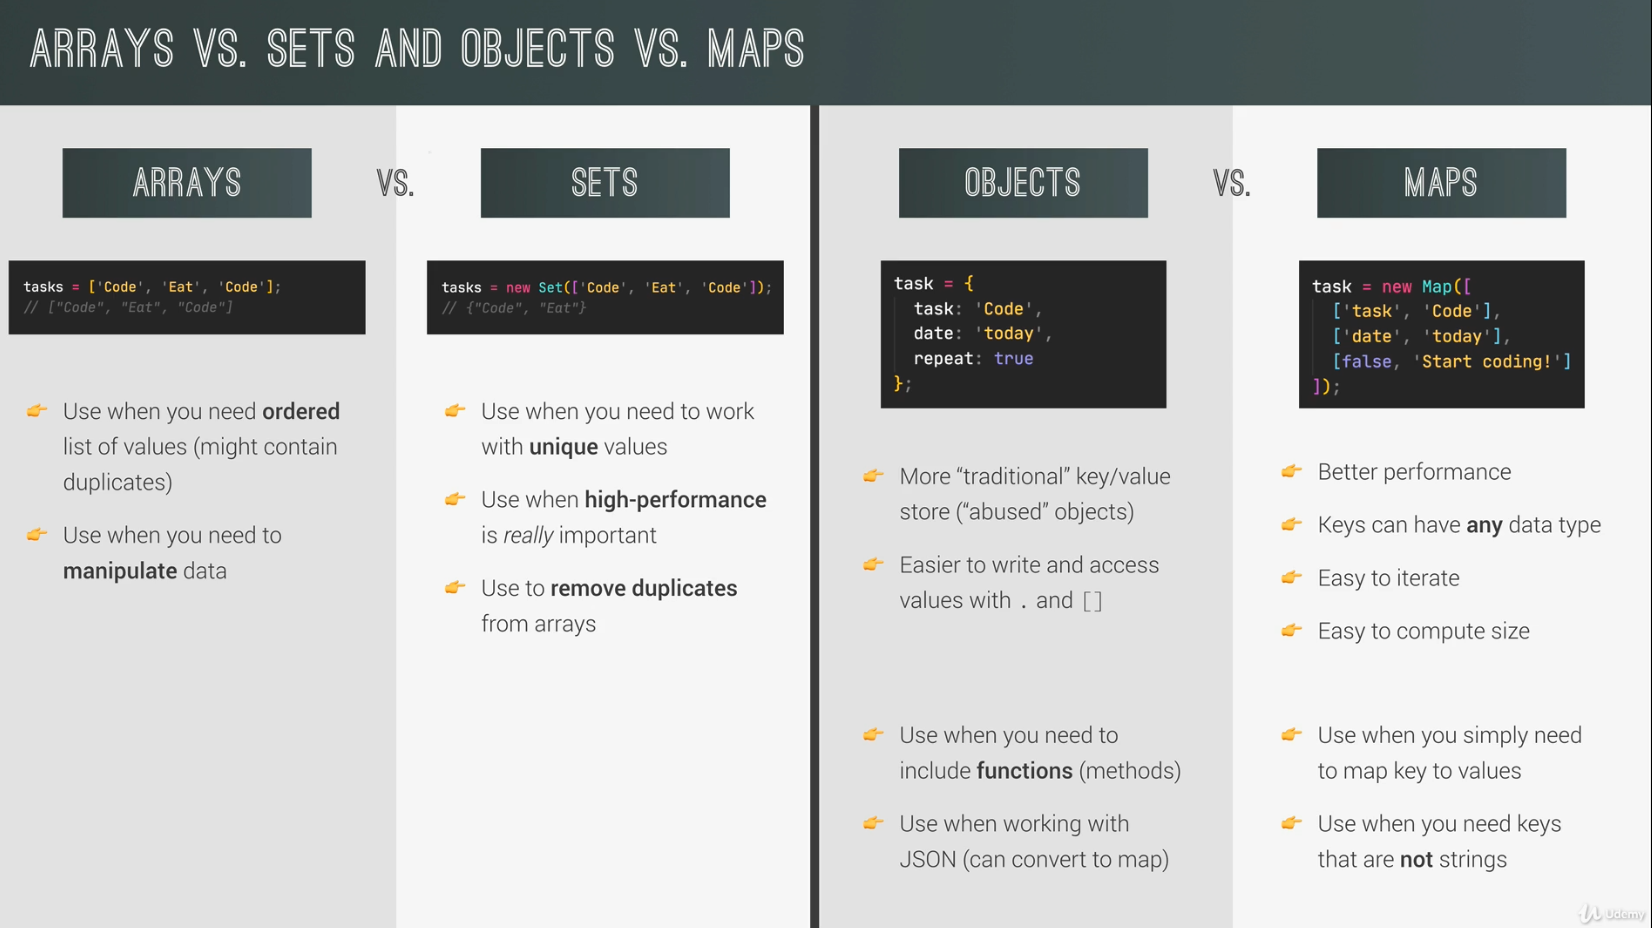 ARRAYS VS. SETS AND OBJECTS VS. MAPS
ARRAYS
VS.
SETS
tasks = ['Code', 'Eat', 'Code'];
// ["Code", "Eat", "Code"]
tasks = new Set(['Code', 'Eat', 'Code']);
// {"Code", "Eat"}
👉 Use when you need ordered
list of values (might contain
duplicates)
👉 Use when you need to
manipulate data
👉 Use when you need to work
with unique values
👉 Use when high-performance
is really important
👉 Use to remove duplicates
from arrays
OBJECTS
VS.
MAPS
task = {
task: 'Code',
date: 'today',
repeat: true
};
task = new Map([
['task', 'Code'],
['date', 'today'],
[false, 'Start coding!']
]);
👉 More “traditional” key/value
store (“abused” objects)
👉 Easier to write and access
values with . and []
👉 Use when you need to
include functions (methods)
👉 Use when working with
JSON (can convert to map)
👉 Better performance
👉 Keys can have any data type
👉 Easy to iterate
👉 Easy to compute size
👉 Use when you simply need
to map key to values
👉 Use when you need keys
that are not strings
Udemy